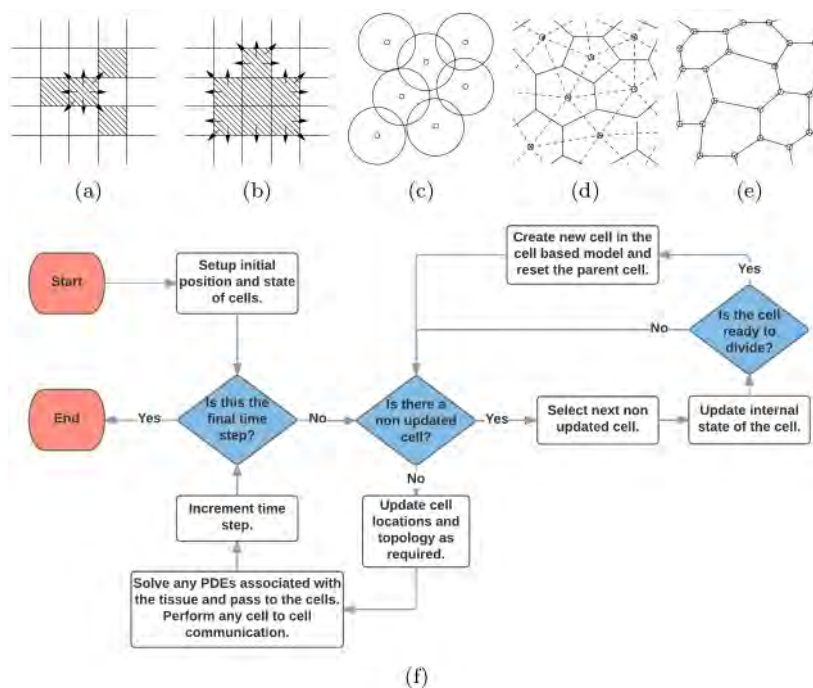 (a)
(b)
(c)
(d)
(e)
Start
Setup initial
position and state
of cells.
Create new cell in the
cell based model and
reset the parent cell.
Yes
Is the cell
ready to
divide?
No
End
Yes
Is this the
final time
step?
No
Is there a
non updated
cell?
Yes
Select next non
updated cell.
Update internal
state of the cell.
No
Increment time
step.
Update cell
locations and
topology as
required.
Solve any PDEs associated with
the tissue and pass to the cells.
Perform any cell to cell
communication.
(f)